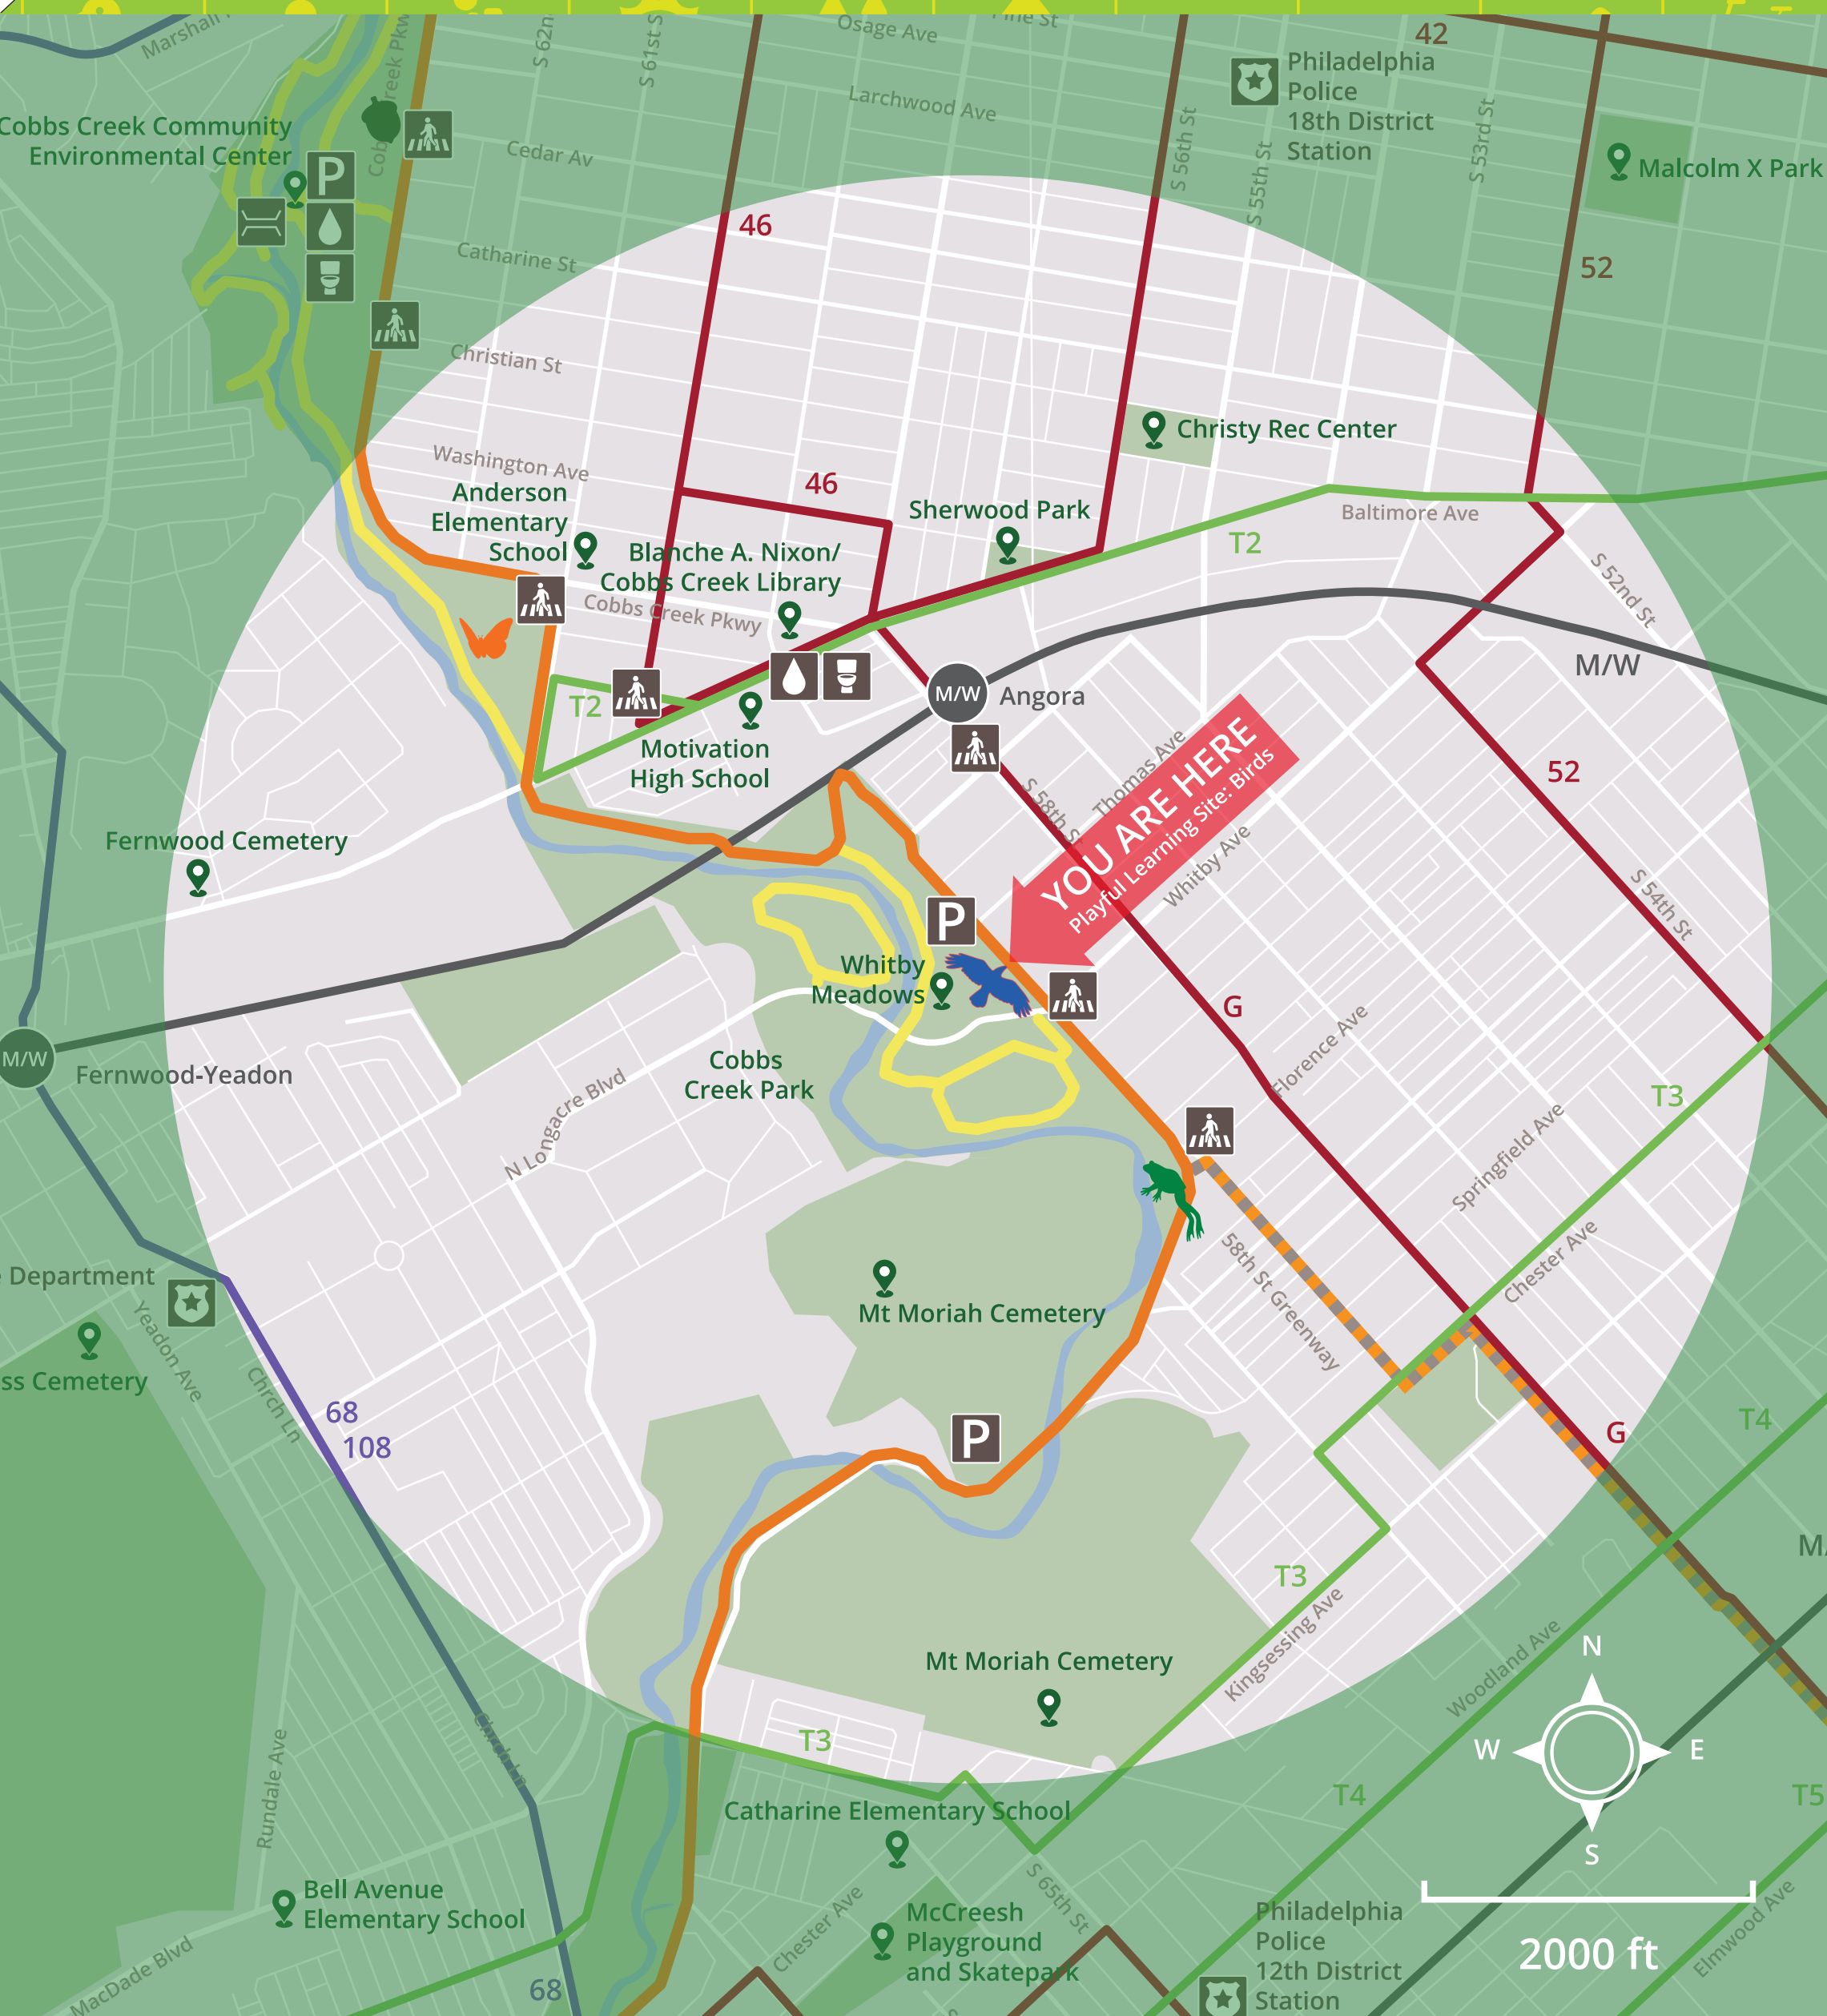 Marshall
S 62n
S 61st S
Osage Ave
Pine St
42
Philadelphia
Police
18th District
Station
Larchwood Ave
S 56th St
S 55th St
S 53rd St
Malcolm X Park
Cobbs Creek Community
Environmental Center
P
Cedar Av
46
Catharine St
52
Christian St
Christy Rec Center
Washington Ave
Anderson
Elementary
School
46
Sherwood Park
Baltimore Ave
T2
Blanche A. Nixon/
Cobbs Creek Library
Cobbs Creek Pkwy
S 52nd St
M/W
M/W
Angora
T2
Motivation
High School
Thomas Ave
S 58th St
YOU ARE HERE
Playful Learning Site: Birds
Whitby Ave
52
S 54th St
Fernwood Cemetery
P
Whitby
Meadows
G
M/W
Fernwood-Yeadon
Cobbs
Creek Park
N Longacre Blvd
Florence Ave
T3
Springfield Ave
Chester Ave
58th St Greenway
Mt Moriah Cemetery
e Department
Yeadon Ave
ss Cemetery
Chrch Ln
68
108
P
T4
G
M/
T3
Kingsessing Ave
Woodland Ave
Mt Moriah Cemetery
T3
Rundale Ave
Chrch Ln
N
W
E
S
T4
T5
Catharine Elementary School
Bell Avenue
Elementary School
Chester Ave
S 65th St
McCreesh
Playground
and Skatepark
Philadelphia
Police
12th District
Station
2000 ft
Elmwood Ave
MacDade Blvd
68